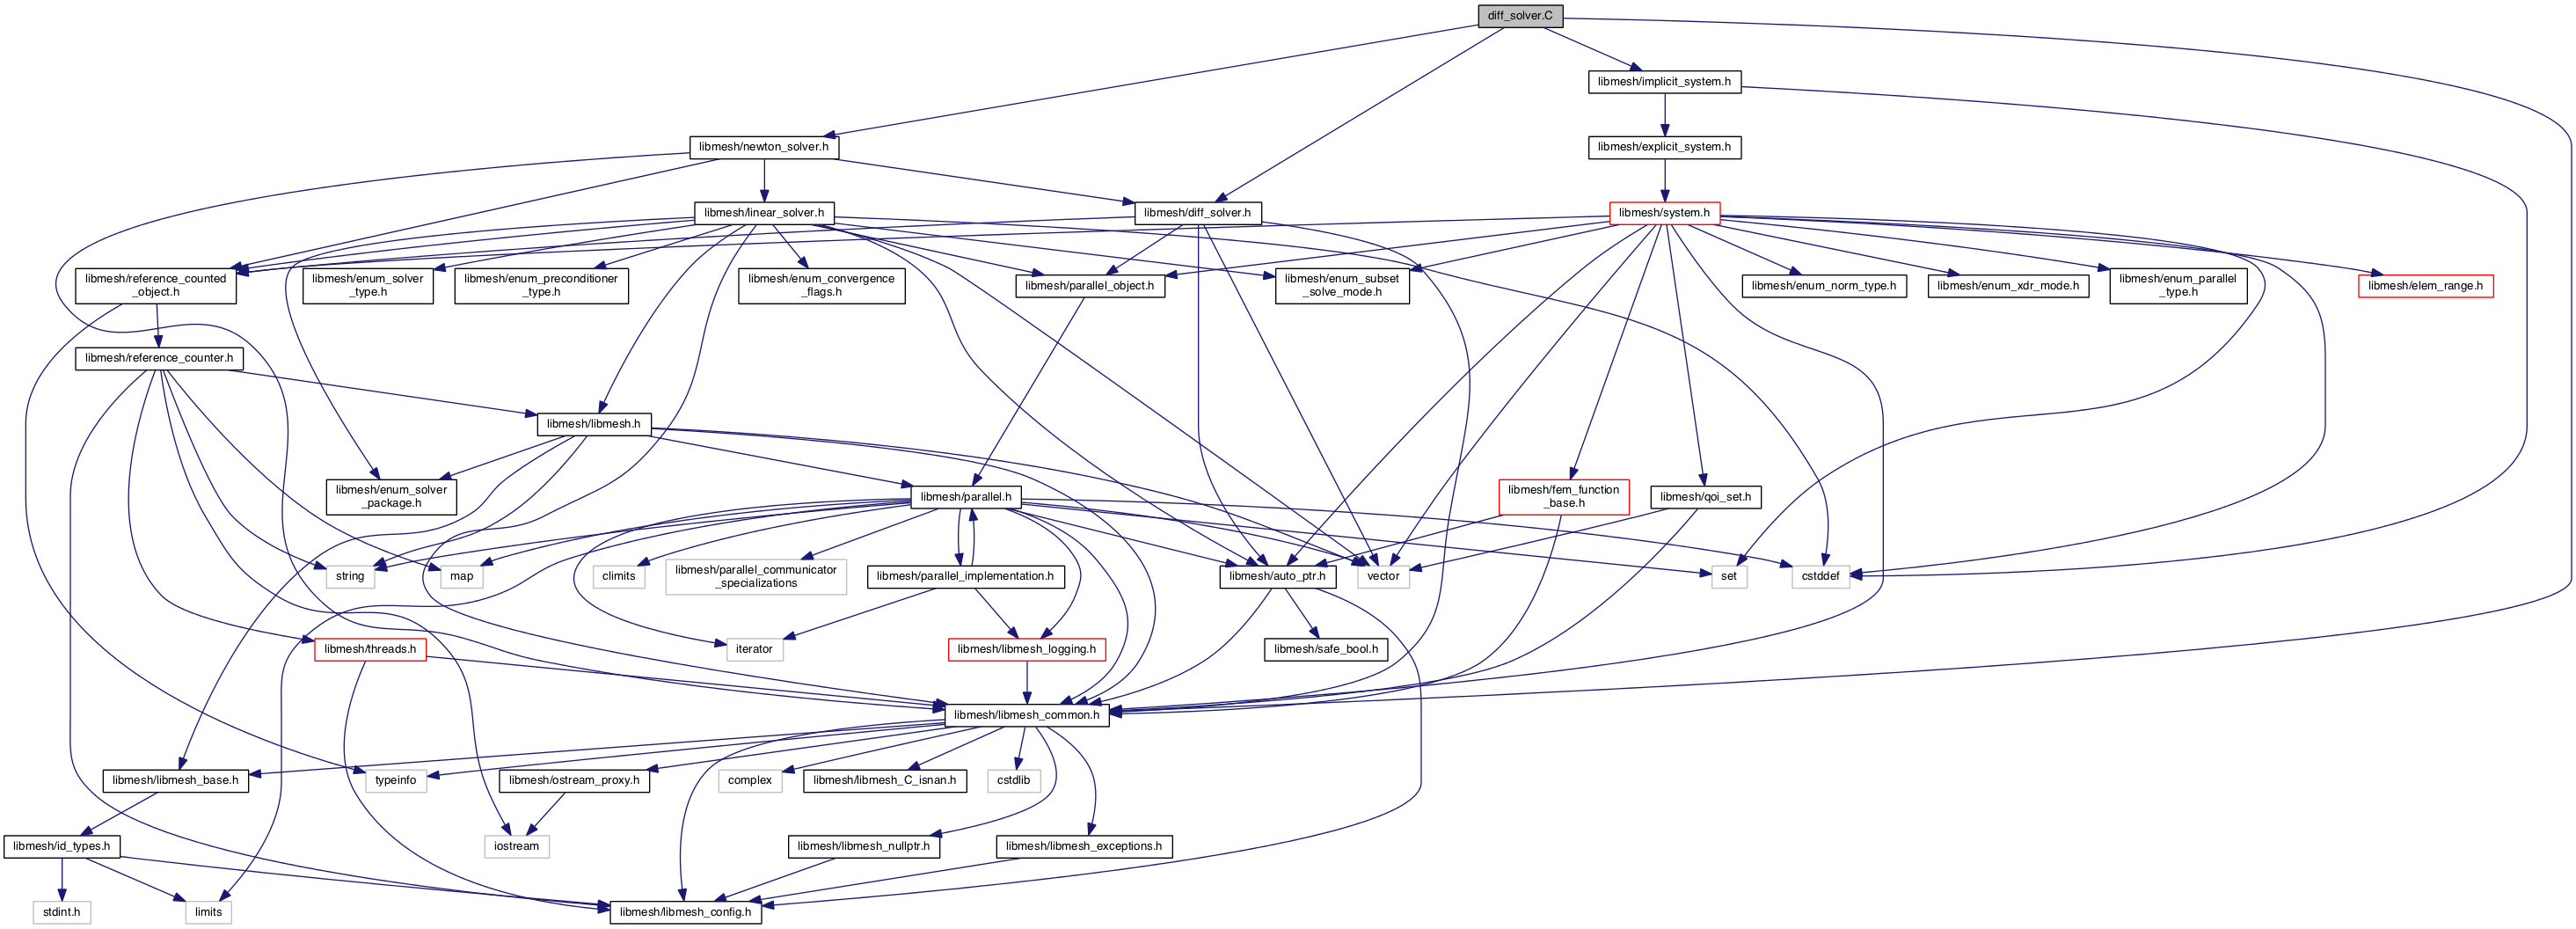 diff_solver.C
libmesh/implicit_system.h
libmesh/newton_solver.h
libmesh/explicit_system.h
libmesh/linear_solver.h
libmesh/diff_solver.h
libmesh/system.h
libmesh/reference_counted
_object.h
libmesh/enum_solver
_type.h
libmesh/enum_preconditioner
_type.h
libmesh/enum_convergence
_flags.h
libmesh/parallel_object.h
libmesh/enum_subset
_solve_mode.h
libmesh/enum_norm_type.h
libmesh/enum_xdr_mode.h
libmesh/enum_parallel
_type.h
libmesh/elem_range.h
libmesh/reference_counter.h
libmesh/libmesh.h
libmesh/enum_solver
_package.h
libmesh/parallel.h
libmesh/fem_function
_base.h
libmesh/qoi_set.h
string
map
climits
libmesh/parallel_communicator
_specializations
libmesh/parallel_implementation.h
libmesh/auto_ptr.h
vector
set
cstddef
libmesh/threads.h
iterator
libmesh/libmesh_logging.h
libmesh/safe_bool.h
libmesh/libmesh_common.h
libmesh/libmesh_base.h
typeinfo
libmesh/ostream_proxy.h
complex
libmesh/libmesh_C_isnan.h
cstdlib
libmesh/id_types.h
iostream
libmesh/libmesh_nullptr.h
libmesh/libmesh_exceptions.h
stdint.h
limits
libmesh/libmesh_config.h